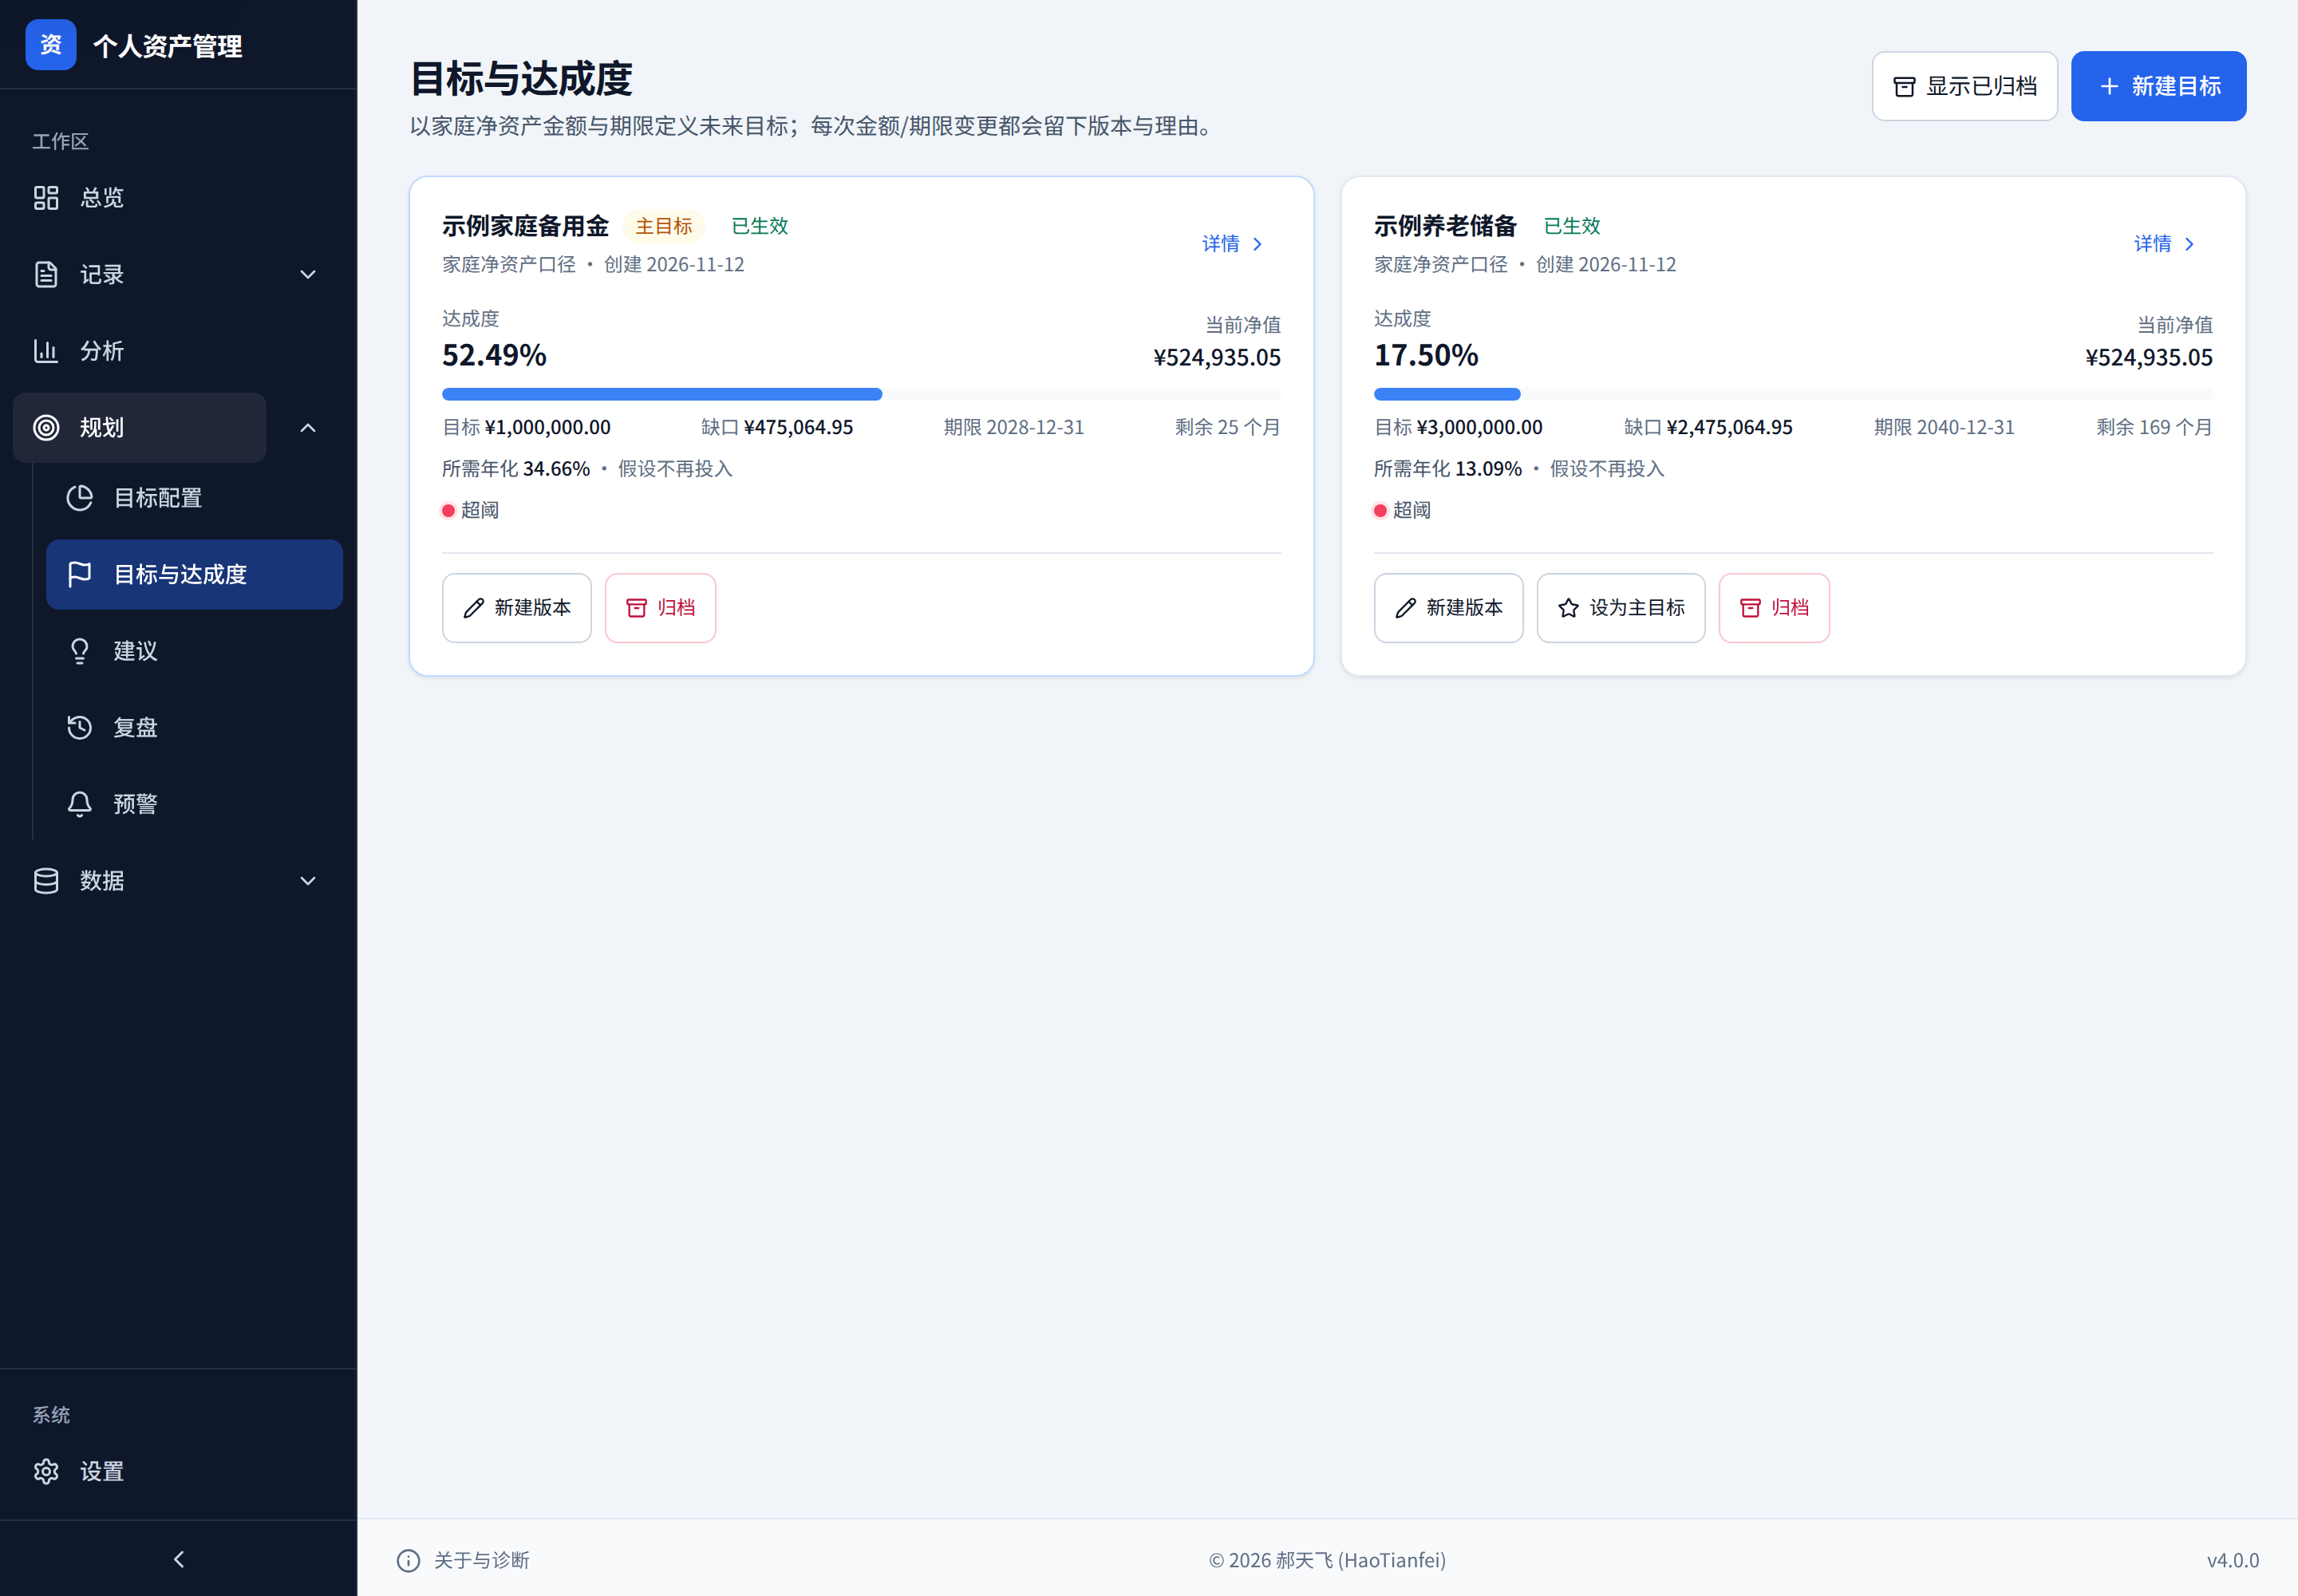 资 个人资产管理
工作区
总览
记录
分析
规划
目标配置
目标与达成度
建议
复盘
预警
数据
系统
设置
目标与达成度
以家庭净资产金额与期限定义未来目标；每次金额/期限变更都会留下版本与理由。
显示已归档
新建目标
示例家庭备用金 主目标 已生效
家庭净资产口径 • 创建 2026-11-12
详情
达成度
52.49%
当前净值
¥524,935.05
目标 ¥1,000,000.00 缺口 ¥475,064.95 期限 2028-12-31 剩余 25 个月
所需年化 34.66% • 假设不再投入
超阈
新建版本 归档
示例养老储备 已生效
家庭净资产口径 • 创建 2026-11-12
详情
达成度
17.50%
当前净值
¥524,935.05
目标 ¥3,000,000.00 缺口 ¥2,475,064.95 期限 2040-12-31 剩余 169 个月
所需年化 13.09% • 假设不再投入
超阈
新建版本 设为主目标 归档
关于与诊断 © 2026 郝天飞 (HaoTianfei) v4.0.0